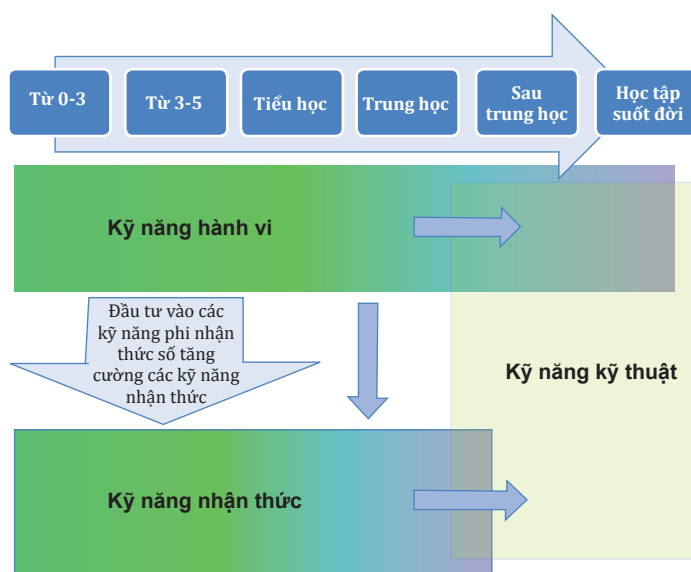 Từ 0-3
Từ 3-5
Tiểu học
Trung học
Sau
trung học
Học tập
suốt đời
Kỹ năng hành vi
Đầu tư vào các
kỹ năng phi nhận
thức số tăng
cường các kỹ năng
nhận thức
Kỹ năng kỹ thuật
Kỹ năng nhận thức